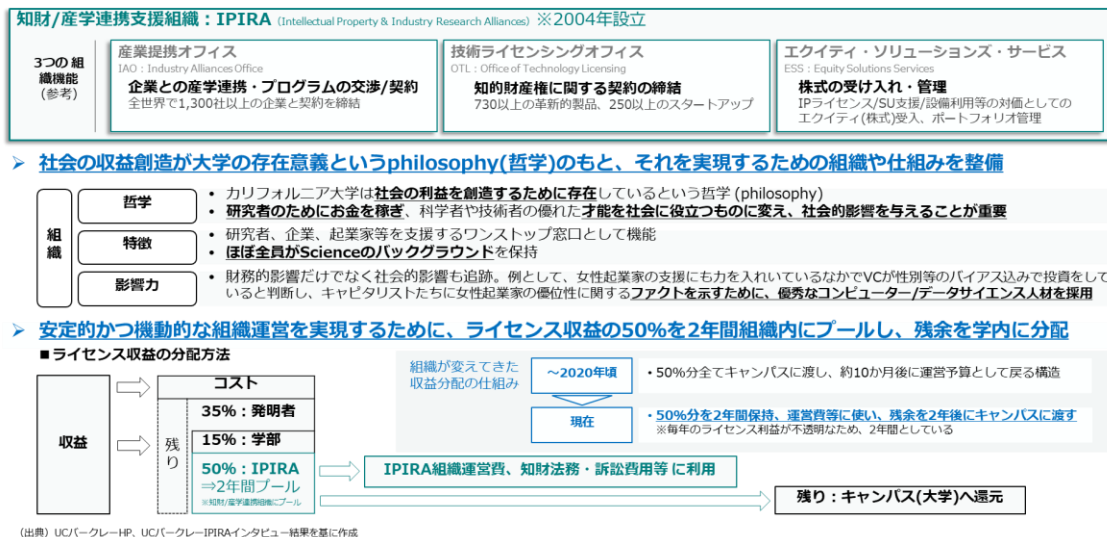 知財/産学連携支援組織：IPIRA (Intellectual Property & Industry Research Alliances) ※2004年設立
3つの 組
織機能
(参考)
産業提携オフィス
IAO：Industry Alliances Office
企業との産学連携・プログラムの交渉/契約
全世界で1,300社以上の企業と契約を締結
技術ライセンシングオフィス
OTL：Office of Technology Licensing
知的財産権に関する契約の締結
730以上の革新的製品、250以上のスタートアップ
エクイティ・ソリューションズ・サービス
ESS：Equity Solutions Services
株式の受け入れ・管理
IPライセンス/SU支援/設備利用等の対価としての
エクイティ(株式)受入、ポートフォリオ管理
➢ 社会の収益創造が大学の存在意義というphilosophy(哲学)のもと、それを実現するための組織や仕組みを整備
組
織
哲学
• カリフォルニア大学は社会の利益を創造するために存在しているという哲学 (philosophy)
• 研究者のためにお金を稼ぎ、科学者や技術者の優れた才能を社会に役立つものに変え、社会的影響を与えることが重要
特徴
• 研究者、企業、起業家等を支援するワンストップ窓口として機能
• ほぼ全員がScienceのバックグラウンドを保持
影響力
• 財務的影響だけでなく社会的影響も追跡。例として、女性起業家の支援にも力を入れいているなかでVCが性別等のバイアス込みで投資をして
いると判断し、キャピタリストたちに女性起業家の優位性に関するファクトを示すために、優秀なコンピューター/データサイエンス人材を採用
➢ 安定的かつ機動的な組織運営を実現するために、ライセンス収益の50%を2年間組織内にプールし、残余を学内に分配
■ライセンス収益の分配方法
収益
コスト
残
り
35%：発明者
15%：学部
50%：IPIRA
⇒2年間プール
※知財/産学連携組織にプール
組織が変えてきた
収益分配の仕組み
～2020年頃
・50%分全てキャンパスに渡し、約10か月後に運営予算として戻る構造
現在
・50%分を2年間保持、運営費等に使い、残余を2年後にキャンパスに渡す
※毎年のライセンス利益が不透明なため、2年間としている
IPIRA組織運営費、知財法務・訴訟費用等 に利用
残り：キャンパス(大学)へ還元
（出典）UCバークレーHP、UCバークレーIPIRAインタビュー結果を基に作成